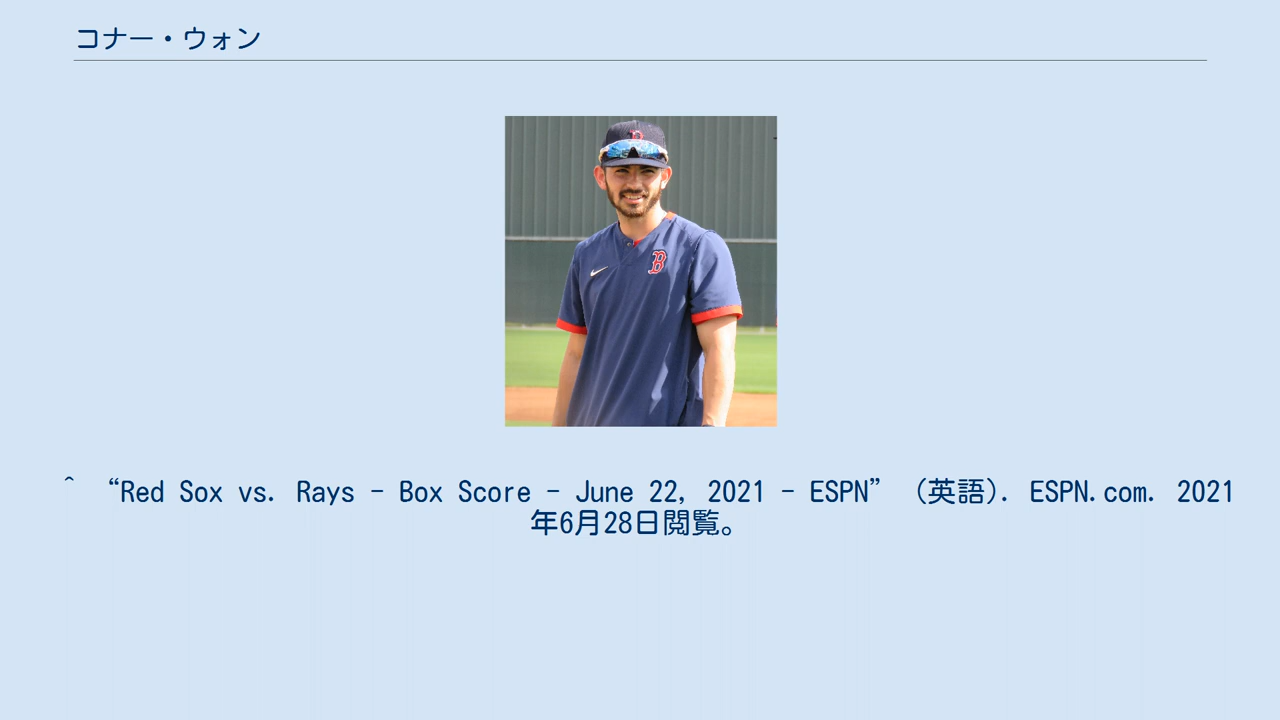 コナー・ウォン
B
B
^ “Red Sox vs. Rays - Box Score - June 22, 2021 - ESPN” (英語). ESPN.com. 2021
年6月28日閲覧。